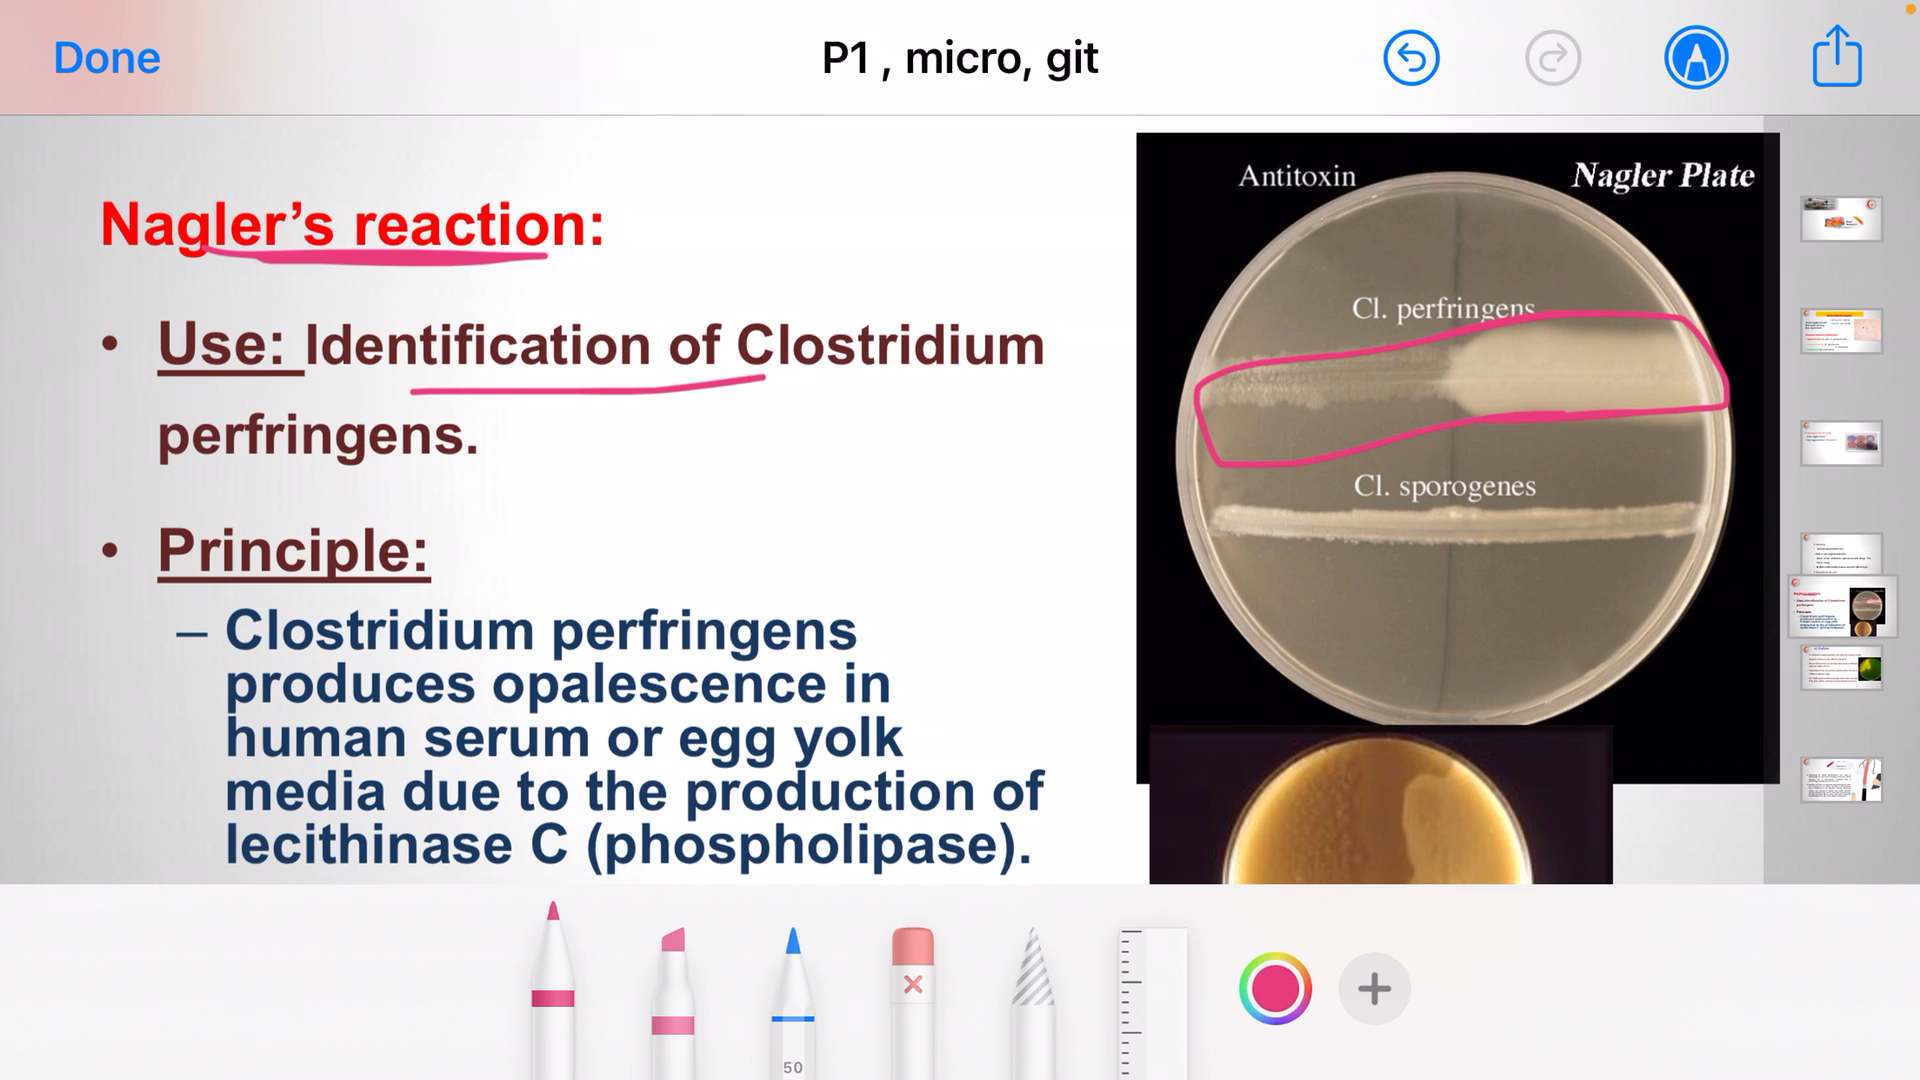 Done
P1 , micro, git
Nagler's reaction:
• Use: Identification of Clostridium
perfringens.
• Principle:
– Clostridium perfringens
produces opalescence in
human serum or egg yolk
media due to the production of
lecithinase C (phospholipase).
Antitoxin
Nagler Plate
Cl. perfringens
Cl. sporogenes
50